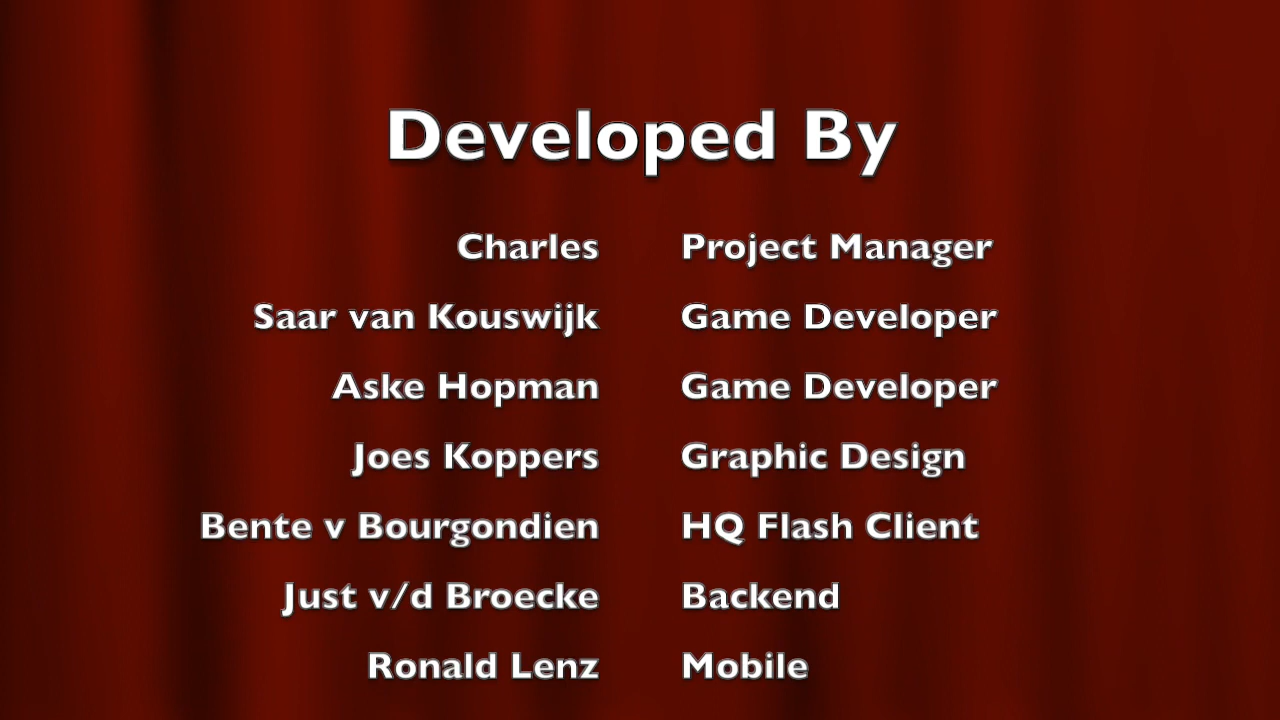 Developed By
Charles Project Manager
Saar van Kouswijk Game Developer
Aske Hopman Game Developer
Joes Koppers Graphic Design
Bente v Bourgondien HQ Flash Client
Just v/d Broecke Backend
Ronald Lenz Mobile